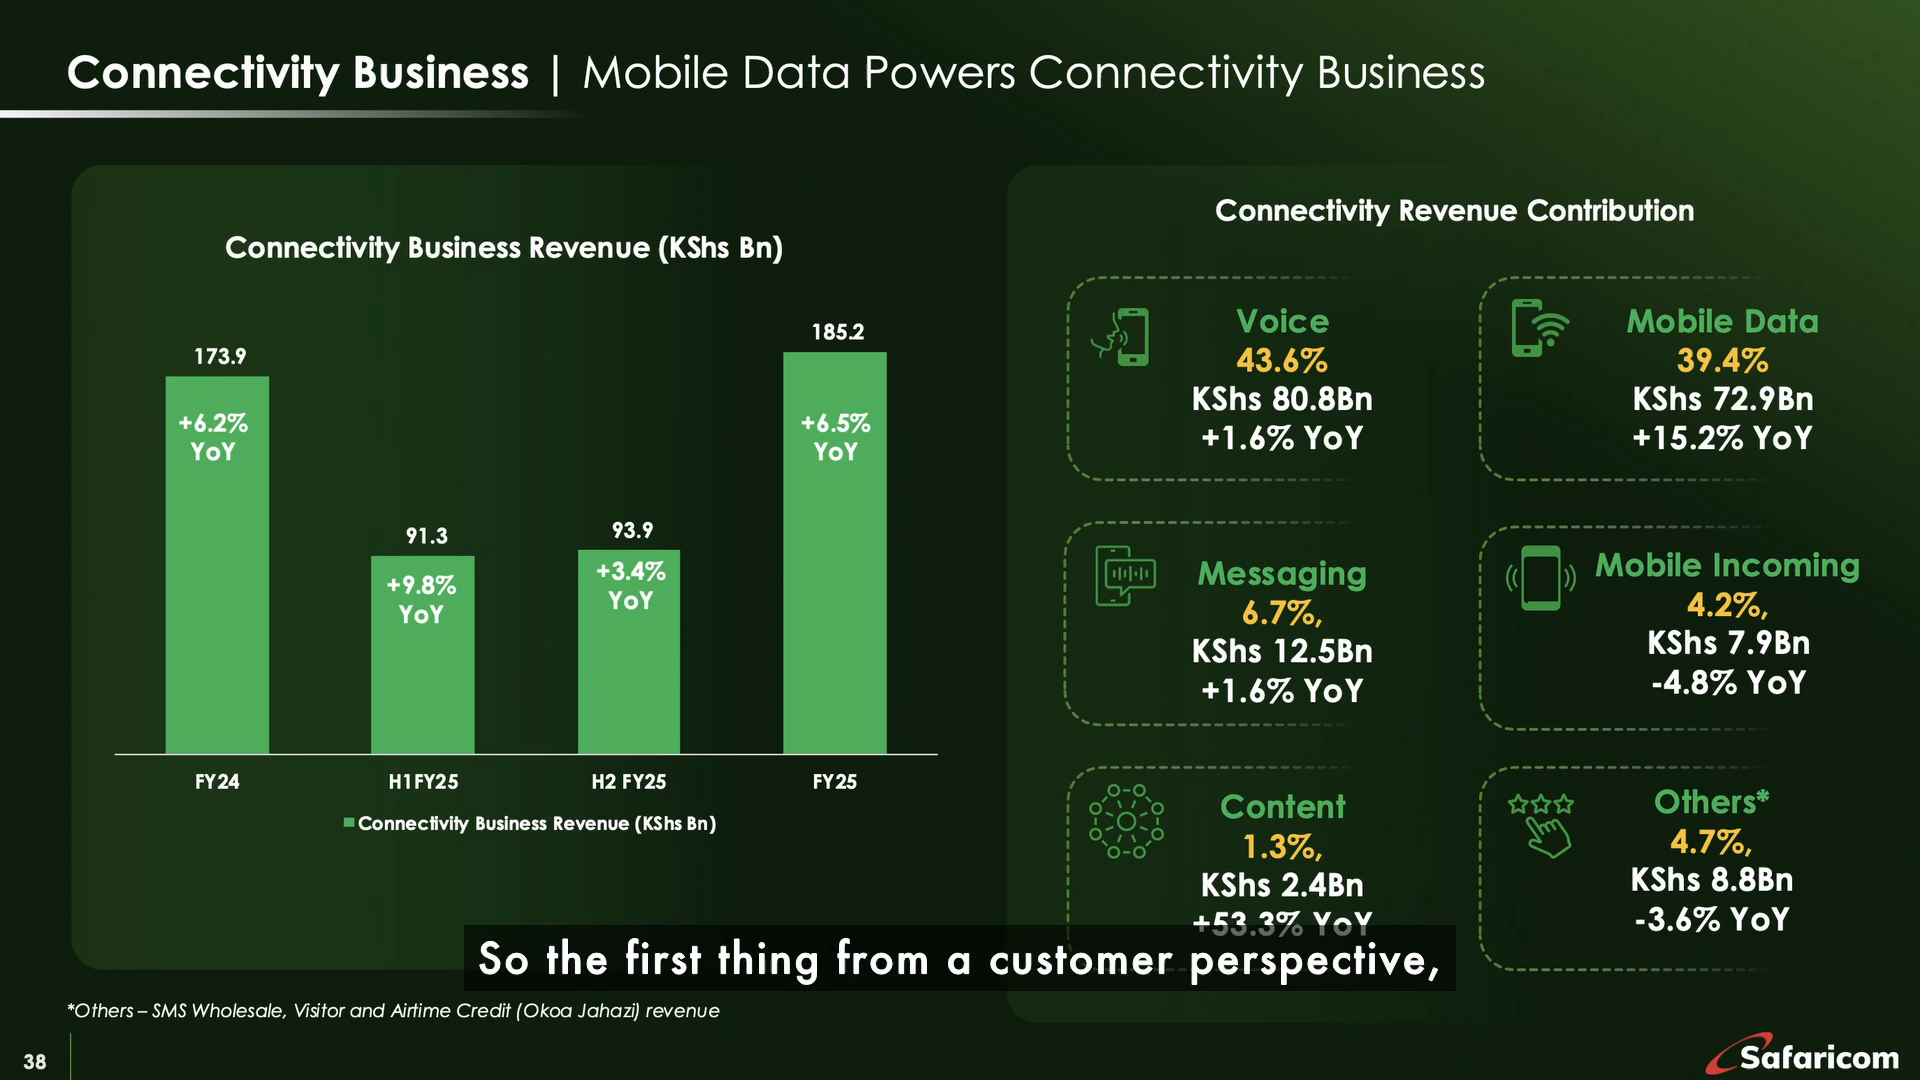 Connectivity Business | Mobile Data Powers Connectivity Business
Connectivity Business Revenue (KShs Bn)
173.9
+6.2%
YoY
91.3
+9.8%
YoY
93.9
+3.4%
YoY
185.2
+6.5%
YoY
FY24
H1FY25
H2 FY25
FY25
Connectivity Business Revenue (KShs Bn)
Connectivity Revenue Contribution
Voice
43.6%
KShs 80.8Bn
+1.6% YoY
Mobile Data
39.4%
KShs 72.9Bn
+15.2% YoY
Messaging
6.7%,
KShs 12.5Bn
+1.6% YoY
Mobile Incoming
4.2%,
KShs 7.9Bn
-4.8% YoY
Content
1.3%,
KShs 2.4Bn
+53.3% YoY
Others*
4.7%,
KShs 8.8Bn
-3.6% YoY
So the first thing from a customer perspective,
*Others – SMS Wholesale, Visitor and Airtime Credit (Okoa Jahazi) revenue
38
Safaricom